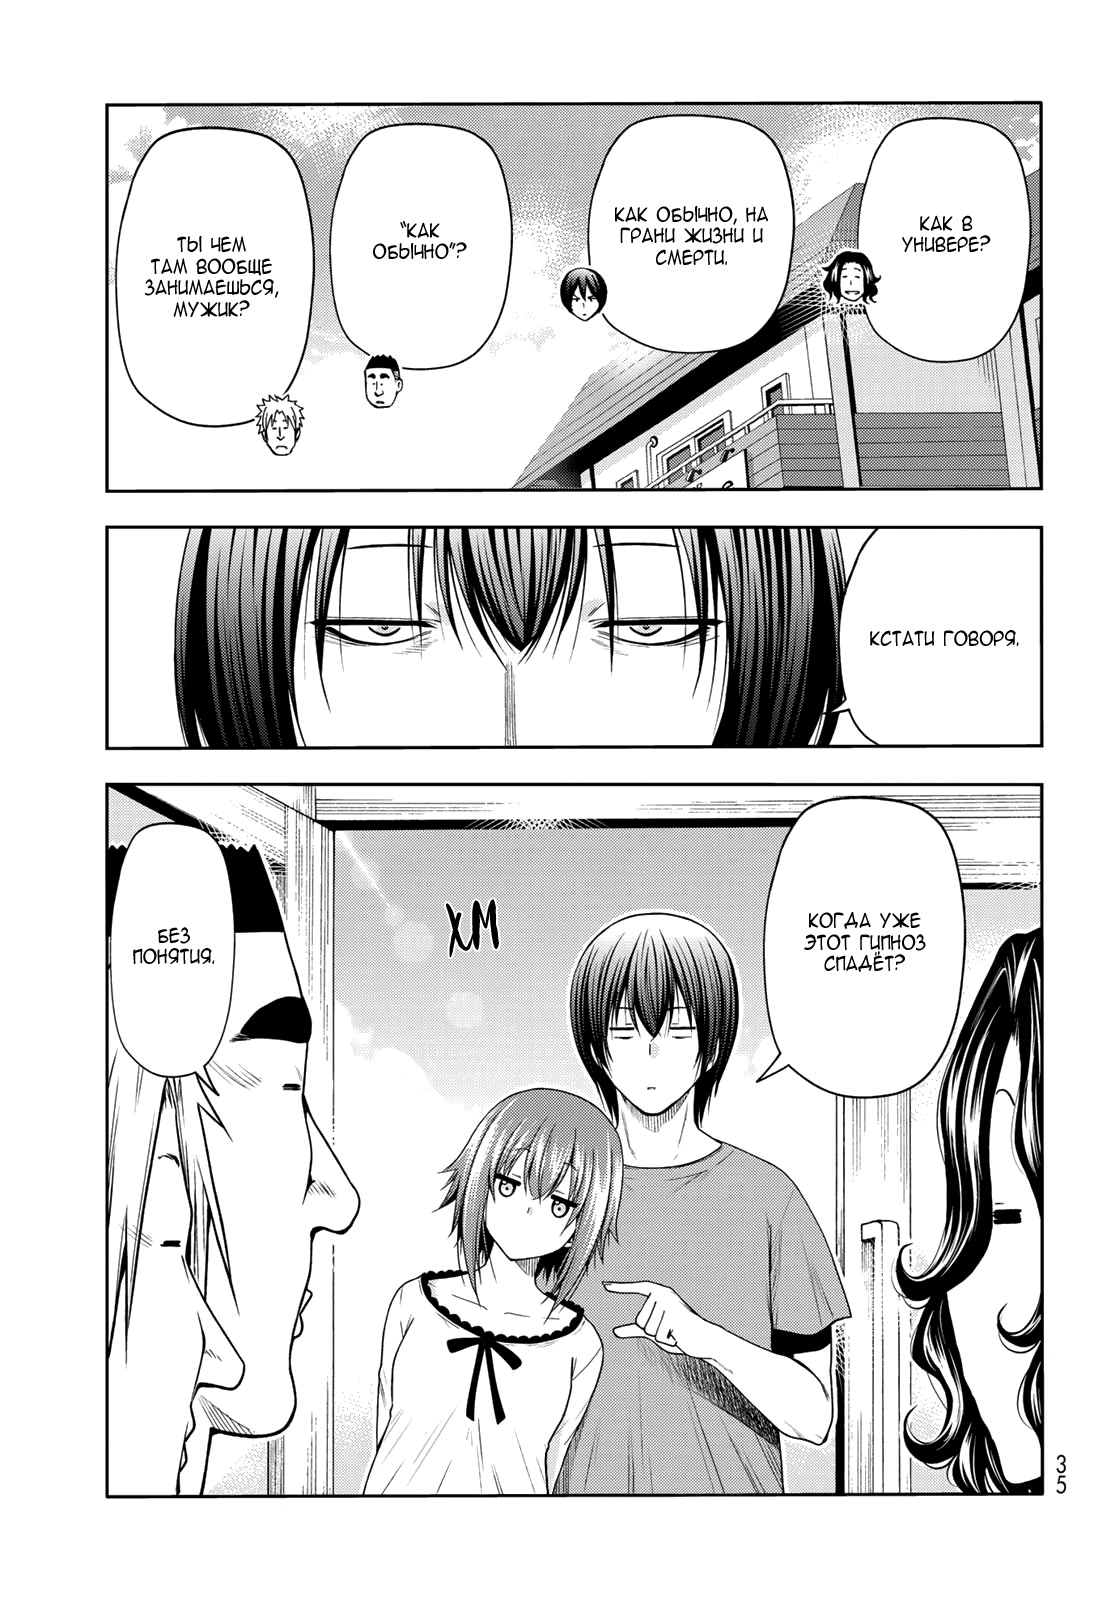 КАК В
УНИВЕРЕ?
КАК ОБЫЧНО, НА
ГРАНИ ЖИЗНИ И
СМЕРТИ.
"КАК
ОБЫЧНО"?
ТЫ ЧЕМ
ТАМ ВООБЩЕ
ЗАНИМАЕШЬСЯ,
МУЖИК?
КСТАТИ ГОВОРЯ,
КОГДА УЖЕ
ЭТОТ ГИПНОЗ
СПАДЁТ?
ХМ
БЕЗ
ПОНЯТИЯ.
35